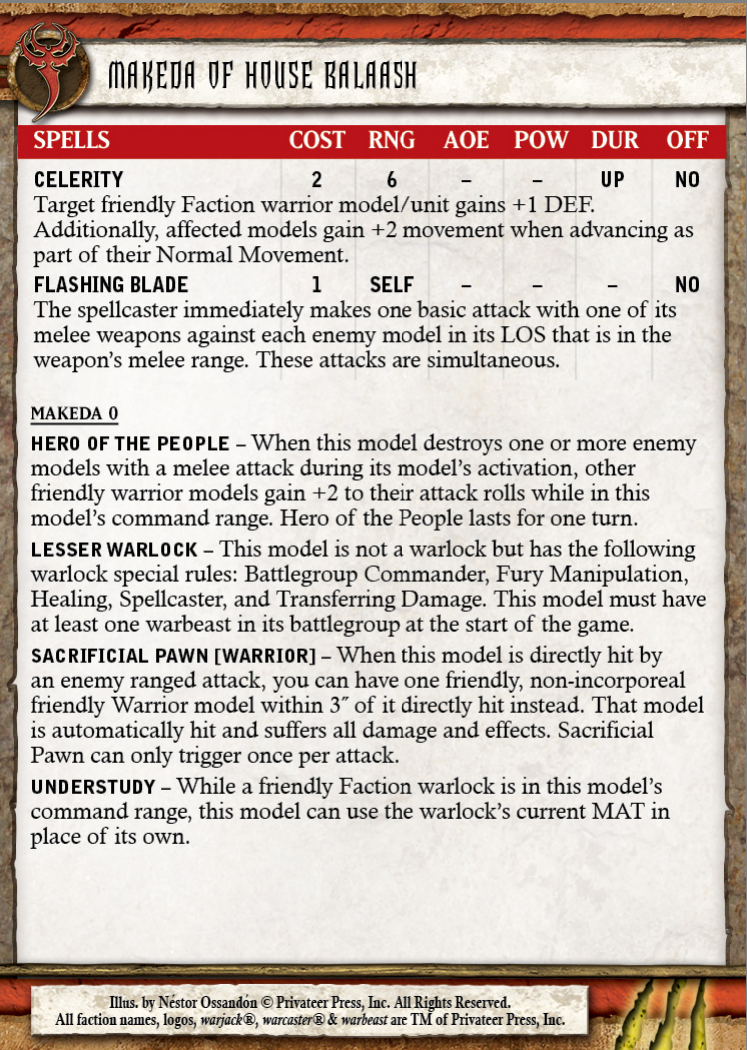 MAKEDA OF HOUSE BALAASH
SPELLS COST RNG AOE POW DUR OFF
CELERITY 2 6 – – UP NO
Target friendly Faction warrior model/unit gains +1 DEF.
Additionally, affected models gain +2 movement when advancing as
part of their Normal Movement.
FLASHING BLADE 1 SELF – – – NO
The spellcaster immediately makes one basic attack with one of its
melee weapons against each enemy model in its LOS that is in the
weapon's melee range. These attacks are simultaneous.
MAKEDA 0
HERO OF THE PEOPLE – When this model destroys one or more enemy
models with a melee attack during its model's activation, other
friendly warrior models gain +2 to their attack rolls while in this
model's command range. Hero of the People lasts for one turn.
LESSER WARLOCK – This model is not a warlock but has the following
warlock special rules: Battlegroup Commander, Fury Manipulation,
Healing, Spellcaster, and Transferring Damage. This model must have
at least one warbeast in its battlegroup at the start of the game.
SACRIFICIAL PAWN [WARRIOR] – When this model is directly hit by
an enemy ranged attack, you can have one friendly, non-incorporeal
friendly Warrior model within 3˝ of it directly hit instead. That model
is automatically hit and suffers all damage and effects. Sacrificial
Pawn can only trigger once per attack.
UNDERSTUDY – While a friendly Faction warlock is in this model's
command range, this model can use the warlock's current MAT in
place of its own.
Illus. by Néstor Ossandón © Privateer Press, Inc. All Rights Reserved.
All faction names, logos, warjack®, warcaster® & warbeast are TM of Privateer Press, Inc.